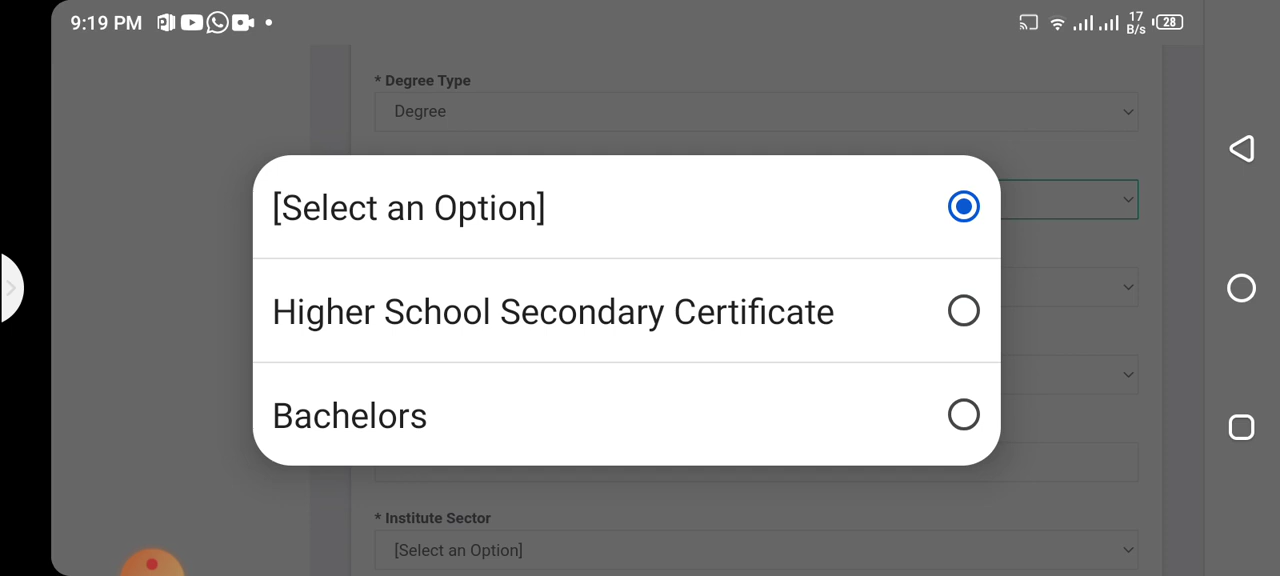 9:19 PM
17
B/s
28
* Degree Type
Degree
[Select an Option]
Higher School Secondary Certificate
Bachelors
* Institute Sector
[Select an Option]